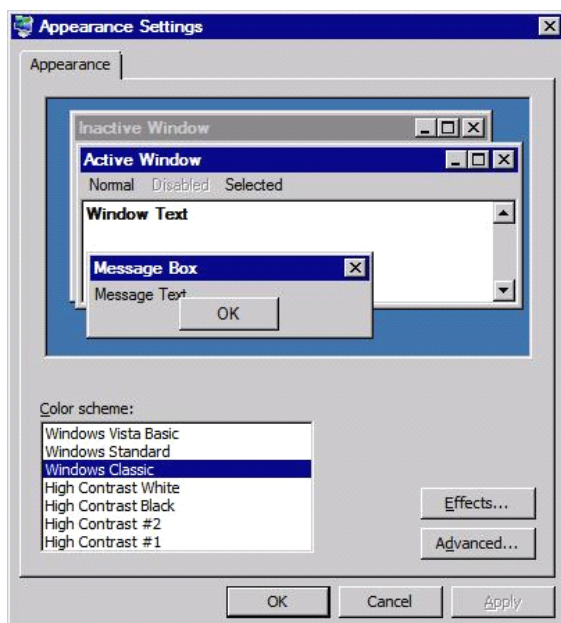 Appearance Settings
Appearance
Inactive Window
Active Window
Normal Disabled Selected
Window Text
Message Box
Message Text
OK
Color scheme:
Windows Vista Basic
Windows Standard
Windows Classic
High Contrast White
High Contrast Black
High Contrast #2
High Contrast #1
Effects...
Advanced...
OK Cancel Apply